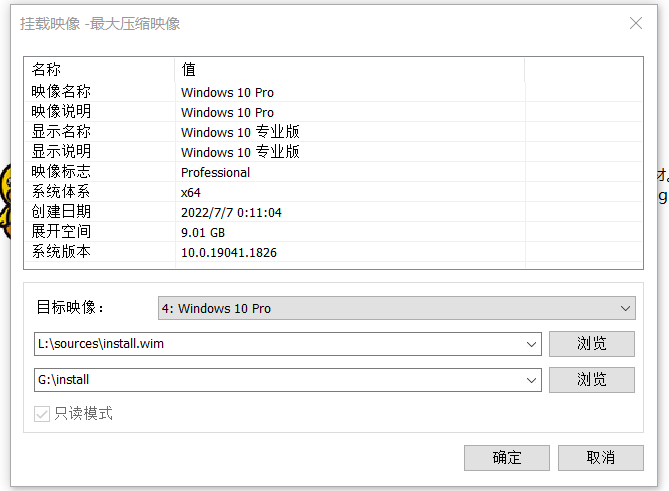 挂载映像 -最大压缩映像
名称 值
映像名称 Windows 10 Pro
映像说明 Windows 10 Pro
显示名称 Windows 10 专业版
显示说明 Windows 10 专业版
映像标志 Professional
系统体系 x64
创建日期 2022/7/7 0:11:04
展开空间 9.01 GB
系统版本 10.0.19041.1826
目标映像： 4: Windows 10 Pro
L:\sources\install.wim 浏览
G:\install 浏览
只读模式
确定 取消